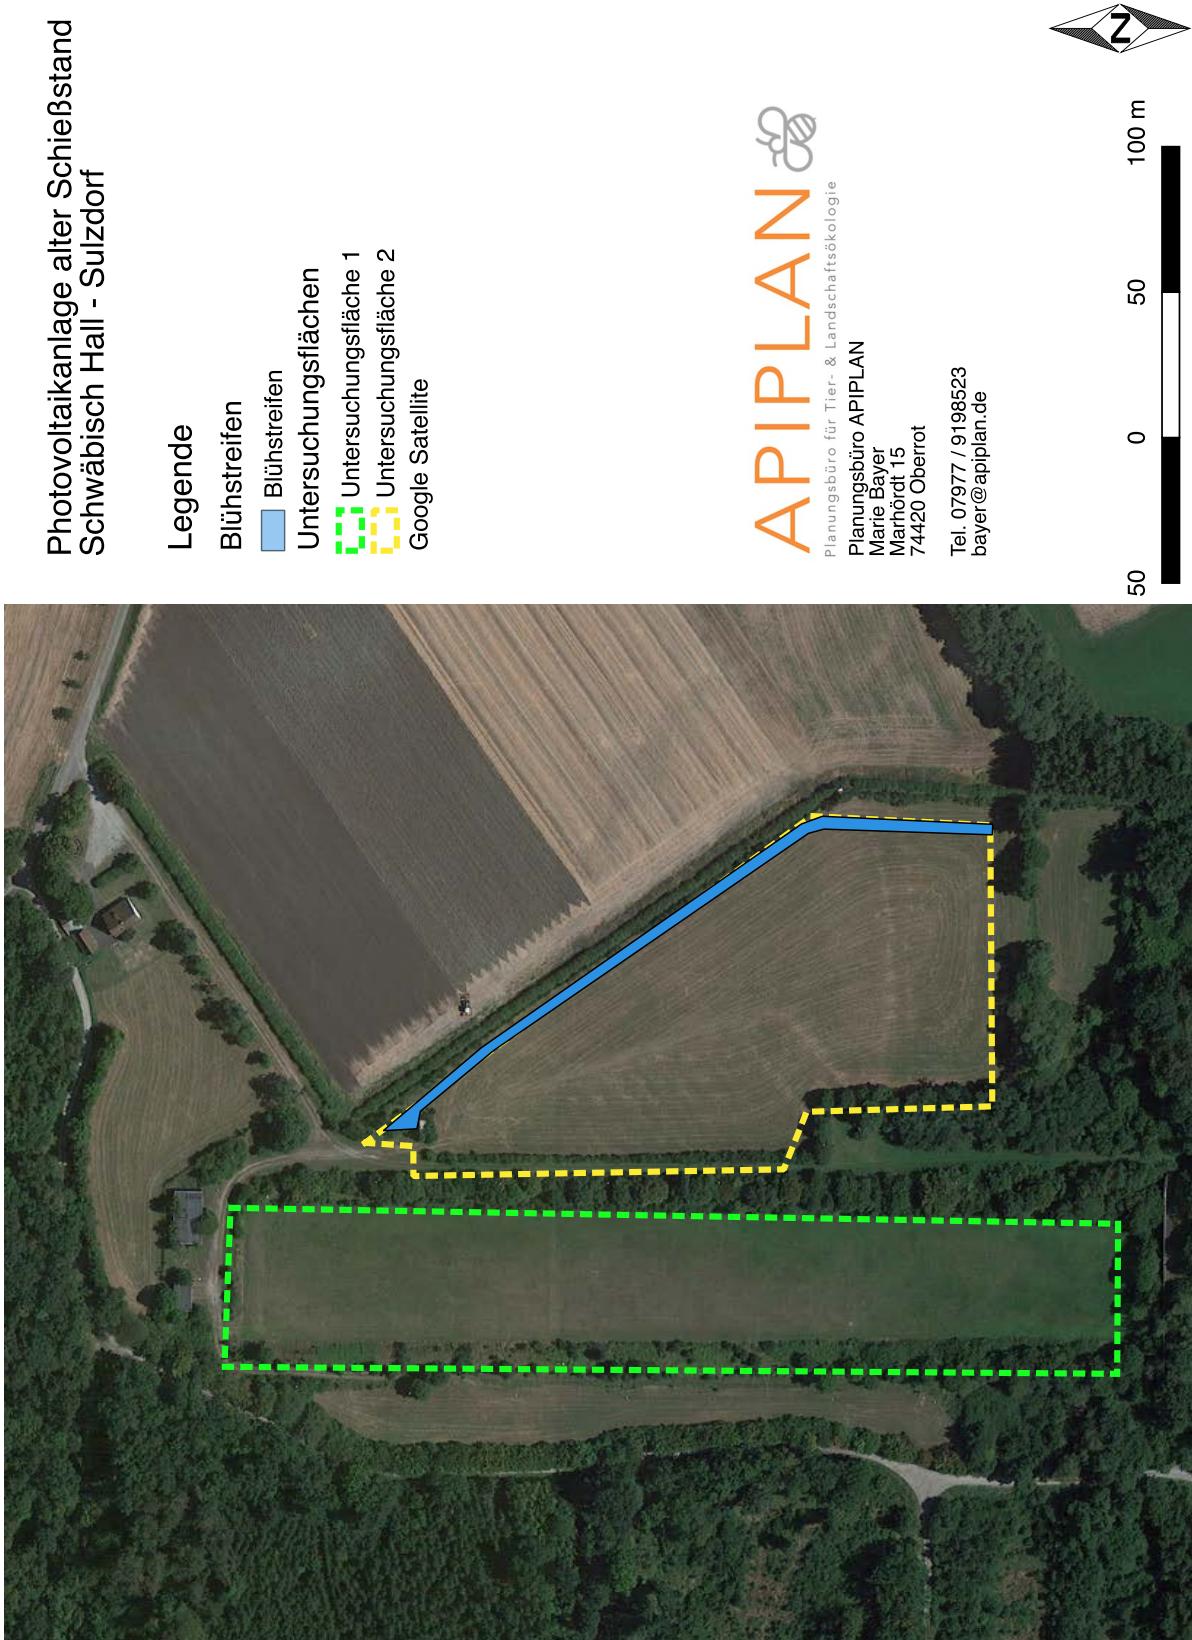 Photovoltaikanlage alter Schießstand
Schwäbisch Hall - Sulzdorf
Legende
Blühstreifen
Blühstreifen
Untersuchungsflächen
Untersuchungsfläche 1
Untersuchungsfläche 2
Google Satellite
APIPLAN
Planungsbüro für Tier- & Landschaftsökologie
Planungsbüro APIPLAN
Marie Bayer
Marhördt 15
74420 Oberrot
Tel. 07977 / 9198523
bayer@apiplan.de
50 0 50 100 m
N